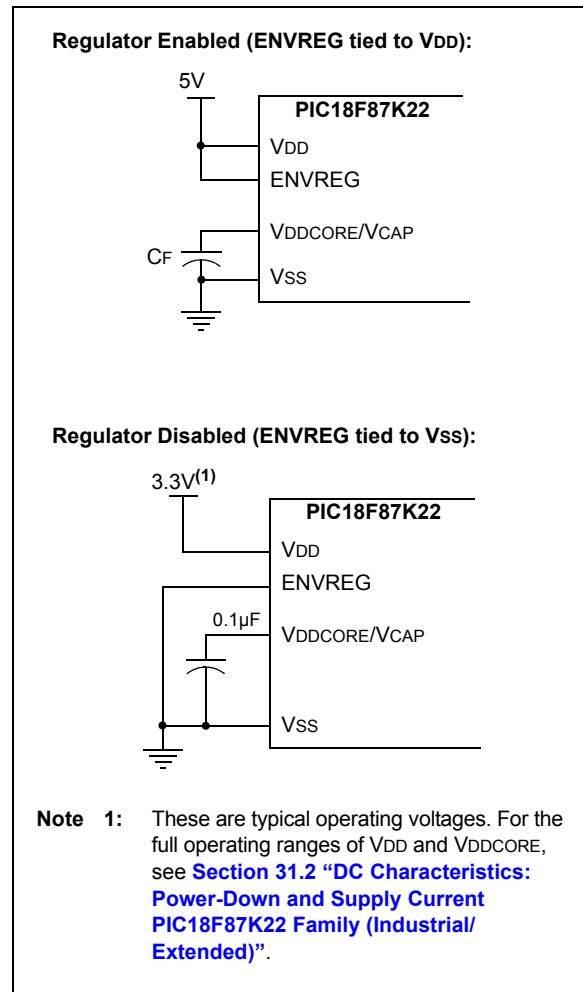 Regulator Enabled (ENVREG tied to VDD):
5V
PIC18F87K22
VDD
ENVREG
VDDCORE/VCAP
CF
VSS
Regulator Disabled (ENVREG tied to VSS):
3.3V(1)
PIC18F87K22
VDD
ENVREG
0.1µF
VDDCORE/VCAP
VSS
Note 1: These are typical operating voltages. For the
full operating ranges of VDD and VDDCORE,
see Section 31.2 “DC Characteristics:
Power-Down and Supply Current
PIC18F87K22 Family (Industrial/
Extended)”.